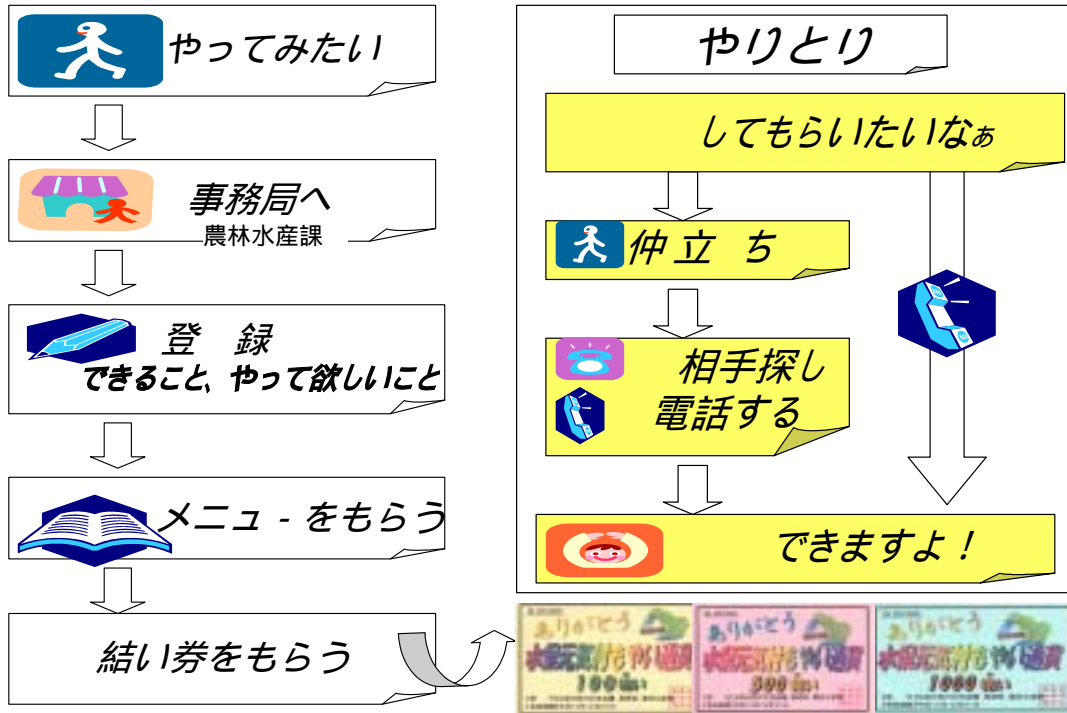 やってみたい
事務局へ
農林水産課
登　録
できること、やって欲しいこと
メニュ‐をもらう
結い券をもらう
やりとり
してもらいたいなぁ
仲立ち
相手探し
電話する
できますよ！
ありがとう
ありがとう
ありがとう